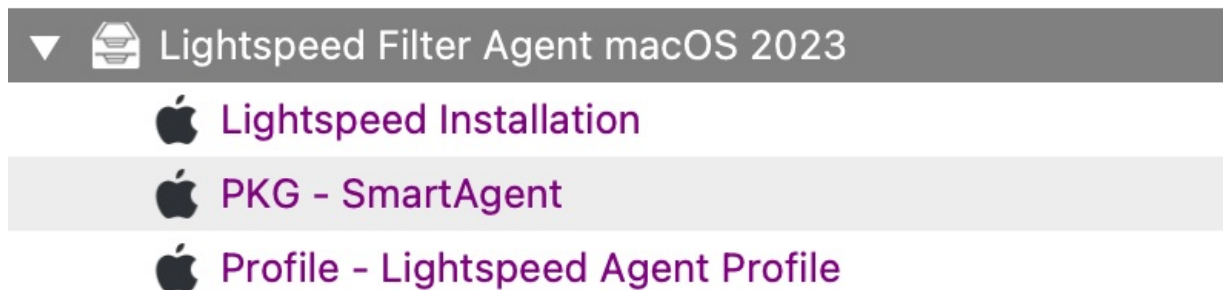 Lightspeed Filter Agent macOS 2023
Lightspeed Installation
PKG - SmartAgent
Profile - Lightspeed Agent Profile